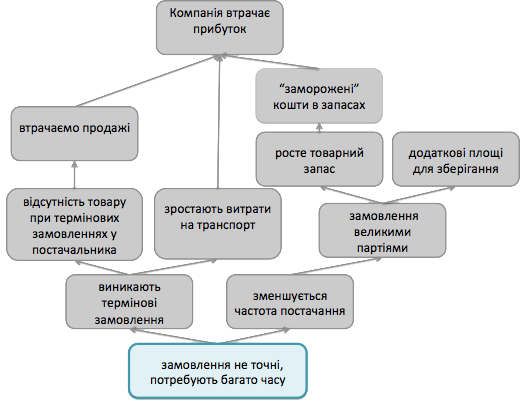 Компанія втрачає
прибуток
“заморожені”
кошти в запасах
втрачаємо продажі
росте товарний
запас
додаткові площі
для зберігання
відсутність товару
при термінових
замовленнях у
постачальника
зростають витрати
на транспорт
замовлення
великими
партіями
виникають
термінові
замовлення
зменшується
частота постачання
замовлення не точні,
потребують багато часу